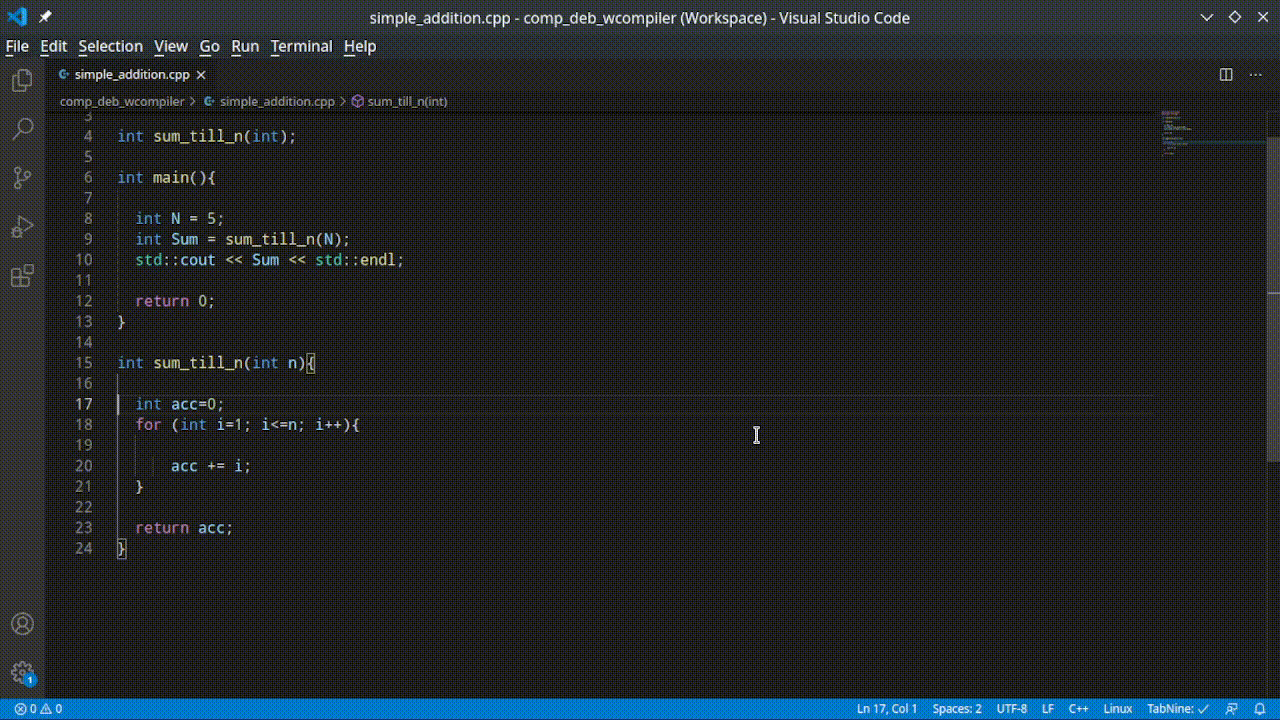 simple_addition.cpp - comp_deb_wcompiler (Workspace) - Visual Studio Code
File Edit Selection View Go Run Terminal Help
simple_addition.cpp
comp_deb_wcompiler > simple_addition.cpp > sum_till_n(int)
3
4 int sum_till_n(int);
5
6 int main(){
7
8 int N = 5;
9 int Sum = sum_till_n(N);
10 std::cout << Sum << std::endl;
11
12 return 0;
13 }
14
15 int sum_till_n(int n){
16
17 int acc=0;
18 for (int i=1; i<=n; i++){
19
20 acc += i;
21 }
22
23 return acc;
24 }
1
0 0 Ln 17, Col 1 Spaces: 2 UTF-8 LF C++ Linux TabNine: ✓